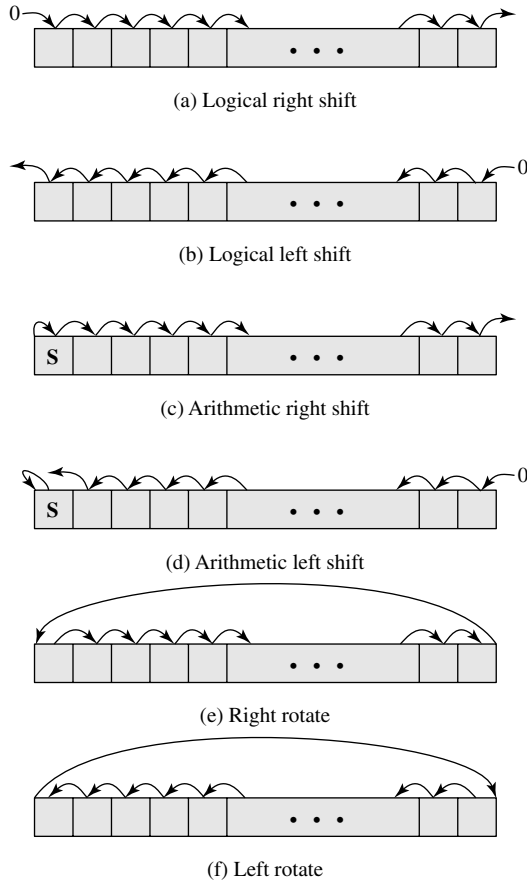 0
• • •
(a) Logical right shift
0
• • •
(b) Logical left shift
S
• • •
(c) Arithmetic right shift
0
S
• • •
(d) Arithmetic left shift
• • •
(e) Right rotate
• • •
(f) Left rotate